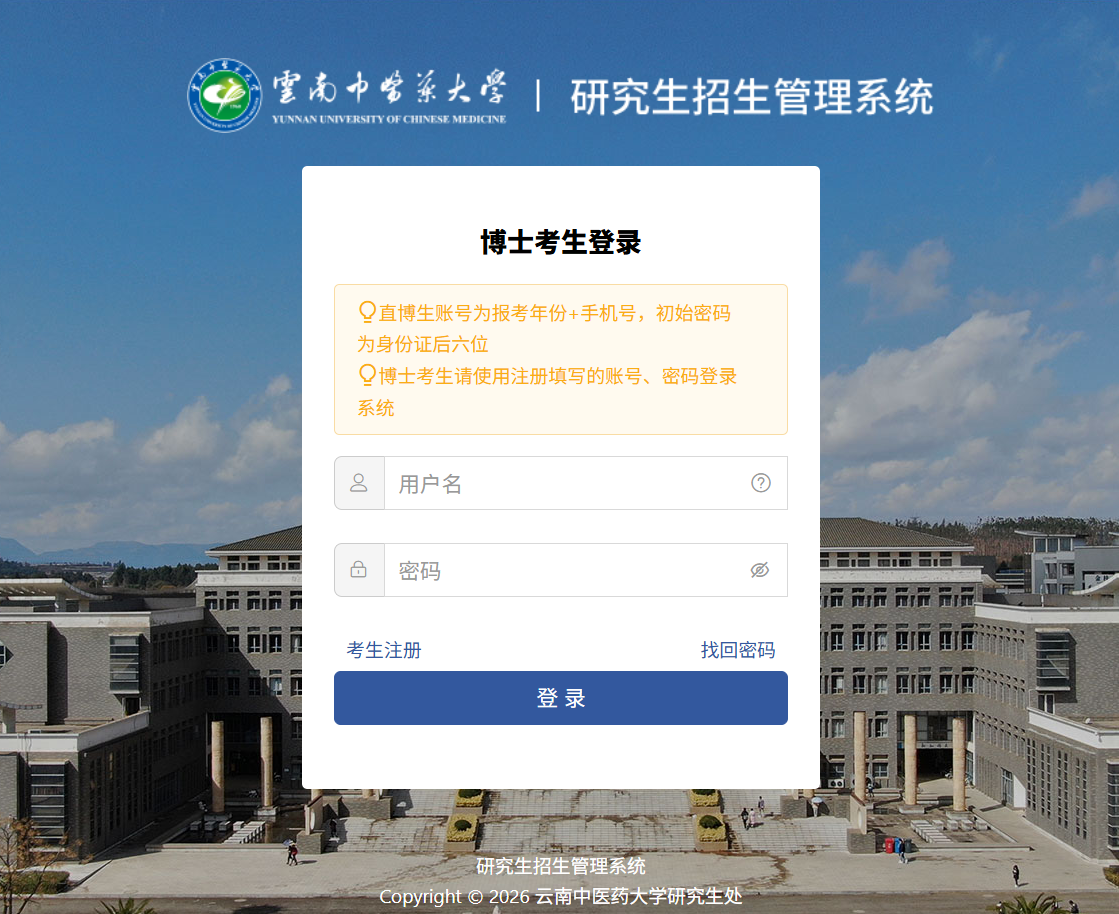 雲南中醫藥大學
YUNNAN UNIVERSITY OF CHINESE MEDICINE
| 研究生招生管理系统
博士考生登录
直博生账号为报考年份+手机号，初始密码
为身份证后六位
博士考生请使用注册填写的账号、密码登录
系统
用户名
密码
考生注册 找回密码
登 录
研究生招生管理系统
Copyright © 2026 云南中医药大学研究生处